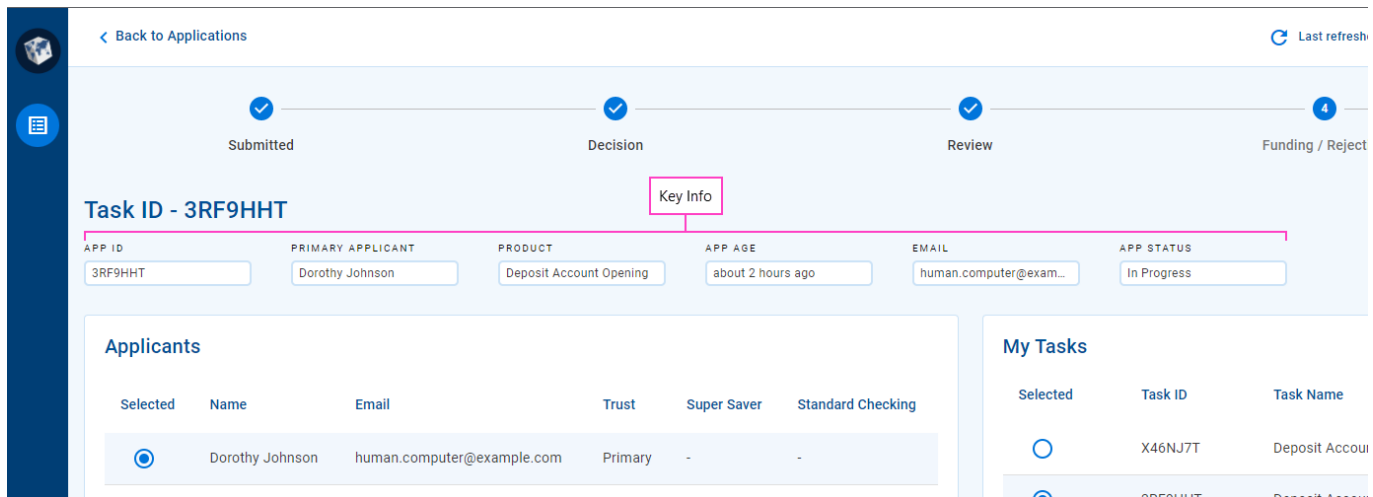 Back to Applications
Last refreshe
4
Submitted
Decision
Review
Funding / Reject
Key Info
Task ID - 3RF9HHT
APP ID PRIMARY APPLICANT PRODUCT APP AGE EMAIL APP STATUS
3RF9HHT Dorothy Johnson Deposit Account Opening about 2 hours ago human.computer@exam... In Progress
Applicants
Selected Name Email Trust Super Saver Standard Checking
Dorothy Johnson human.computer@example.com Primary - -
My Tasks
Selected Task ID Task Name
X46NJ7T Deposit Accour